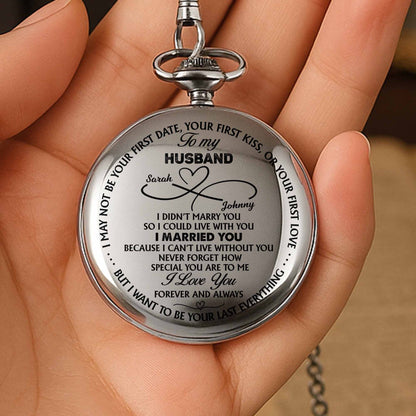 I MAY NOT BE YOUR FIRST DATE, YOUR FIRST KISS, OR YOUR FIRST LOVE ...
To my
HUSBAND
Sarah
Johnny
I DIDN'T MARRY YOU
SO I COULD LIVE WITH YOU
I MARRIED YOU
BECAUSE I CAN'T LIVE WITHOUT YOU
NEVER FORGET HOW
SPECIAL YOU ARE TO ME
I Love You
FOREVER AND ALWAYS
... BUT I WANT TO BE YOUR LAST EVERYTHING ...